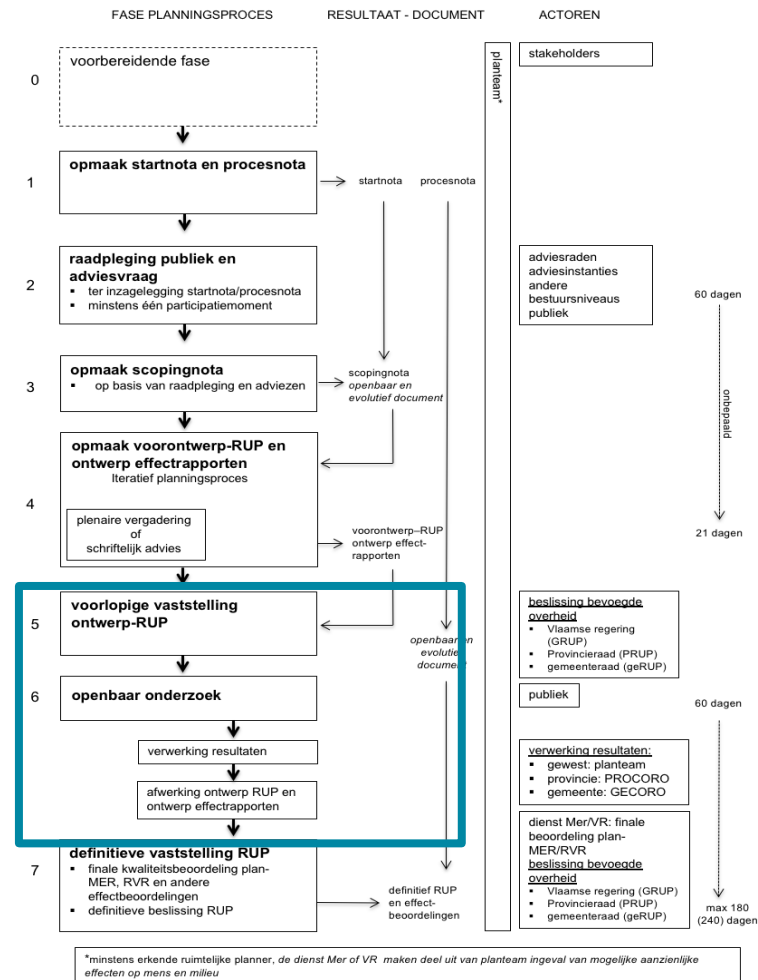 FASE PLANNINGSPROCES
RESULTAAT - DOCUMENT
ACTOREN
0
voorbereidende fase
planteam*
stakeholders
1
opmaak startnota en procesnota
startnota
procesnota
2
raadpleging publiek en
adviesvraag
▪ ter inzagelegging startnota/procesnota
▪ minstens één participatiemoment
adviesraden
adviesinstanties
andere
bestuursniveaus
publiek
60 dagen
onbepaald
3
opmaak scopingnota
▪ op basis van raadpleging en adviezen
scopingnota
openbaar en
evolutief document
4
opmaak voorontwerp-RUP en
ontwerp effectrapporten
Iteratief planningsproces
plenaire vergadering
of
schriftelijk advies
voorontwerp–RUP
ontwerp effect-
rapporten
21 dagen
5
voorlopige vaststelling
ontwerp-RUP
openbaar en
evolutief
document
beslissing bevoegde
overheid
▪ Vlaamse regering
(GRUP)
▪ Provincieraad (PRUP)
▪ gemeenteraad (geRUP)
6
openbaar onderzoek
publiek
60 dagen
verwerking resultaten
verwerking resultaten:
▪ gewest: planteam
▪ provincie: PROCORO
▪ gemeente: GECORO
afwerking ontwerp RUP en
ontwerp effectrapporten
7
definitieve vaststelling RUP
▪ finale kwaliteitsbeoordeling plan-
MER, RVR en andere
effectbeoordelingen
▪ definitieve beslissing RUP
definitief RUP
en effect-
beoordelingen
dienst Mer/VR: finale
beoordeling plan-
MER/RVR
beslissing bevoegde
overheid
▪ Vlaamse regering (GRUP)
▪ Provincieraad (PRUP)
▪ gemeenteraad (geRUP)
max 180
(240) dagen
*minstens erkende ruimtelijke planner, de dienst Mer of VR maken deel uit van planteam ingeval van mogelijke aanzienlijke
effecten op mens en milieu